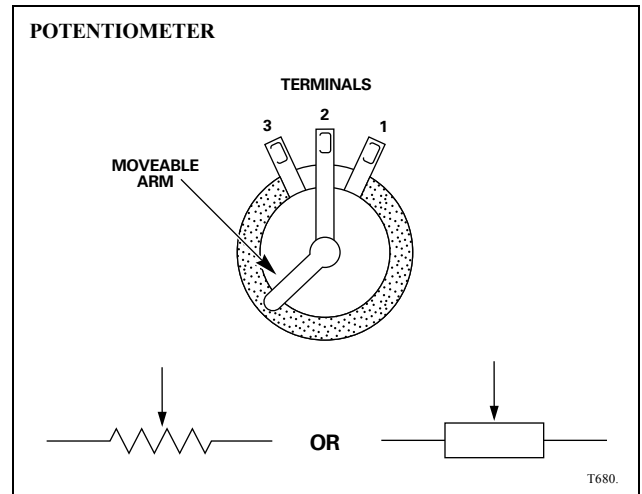 POTENTIOMETER
TERMINALS
3 2 1
MOVEABLE
ARM
OR
T680.